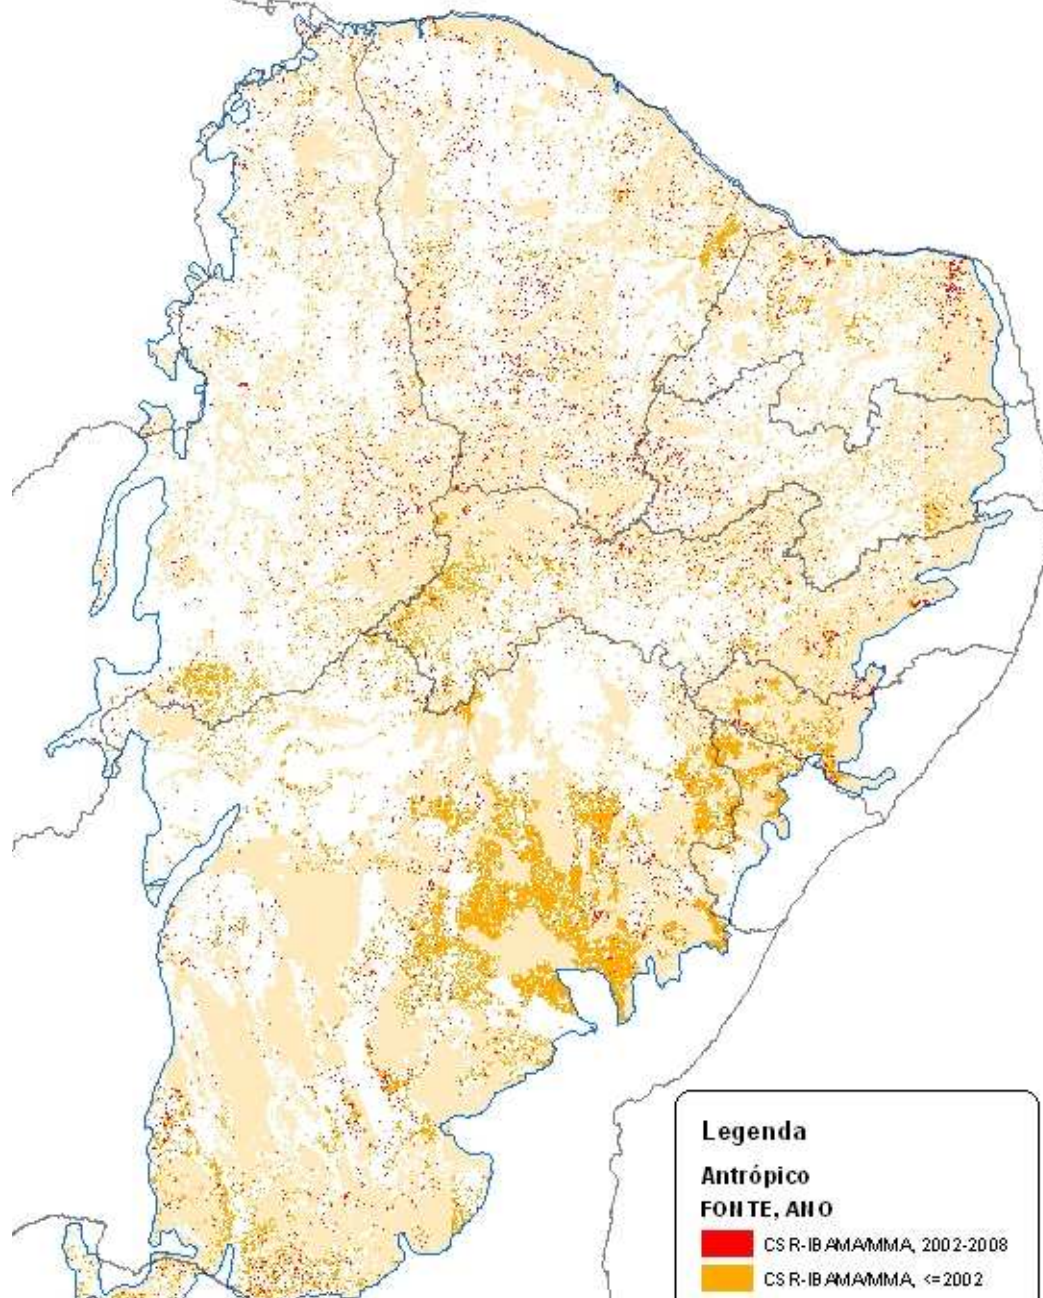 Legenda
Antrópico
FONTE, ANO
CSR-IBAMA/MMA, 2002-2008
CSR-IBAMA/MMA, <=2002